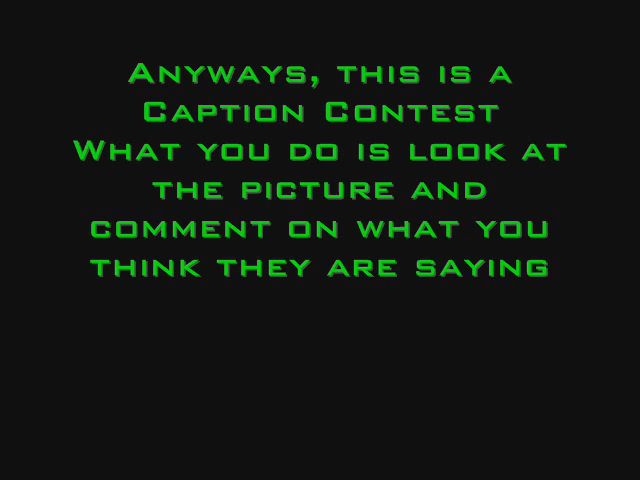 Anyways, this is a
Caption Contest
What you do is look at
the picture and
comment on what you
think they are saying